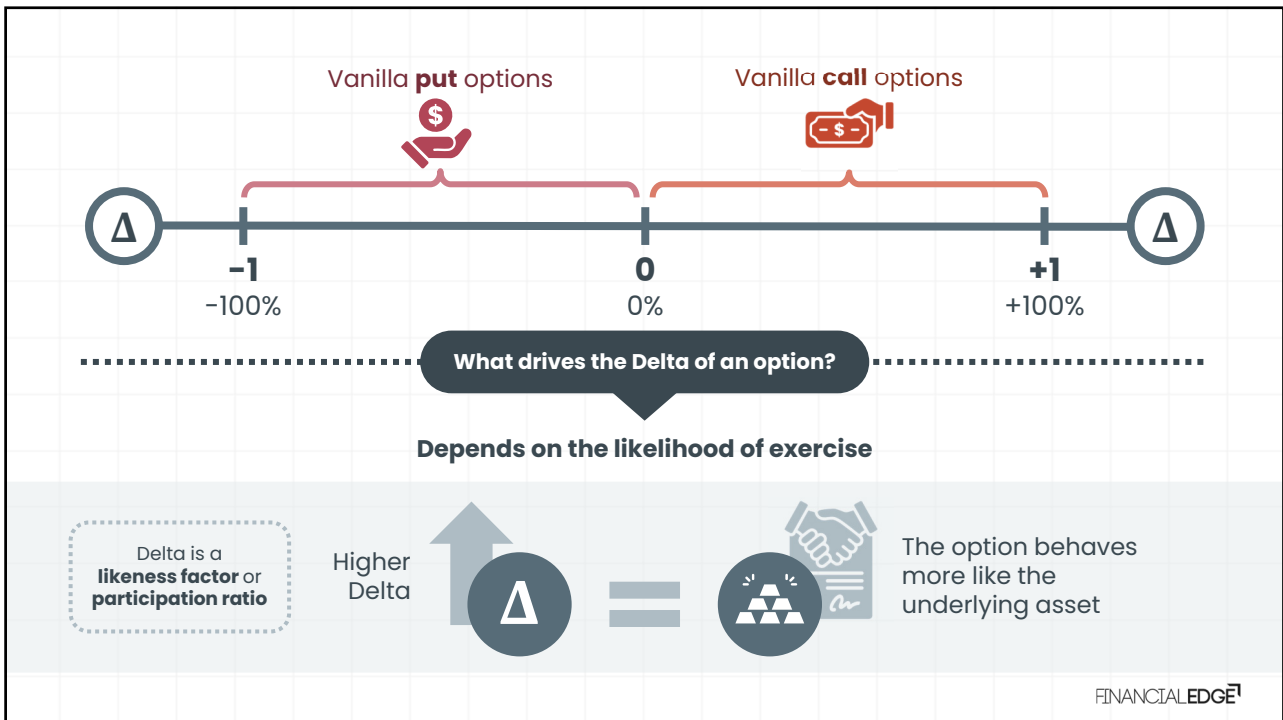 Vanilla put options
Vanilla call options
$
- $ -
Δ
Δ
-1
0
+1
-100%
0%
+100%
What drives the Delta of an option?
Depends on the likelihood of exercise
Delta is a
likeness factor or
participation ratio
Higher
Delta
Δ
The option behaves
more like the
underlying asset
FINANCIALEDGE